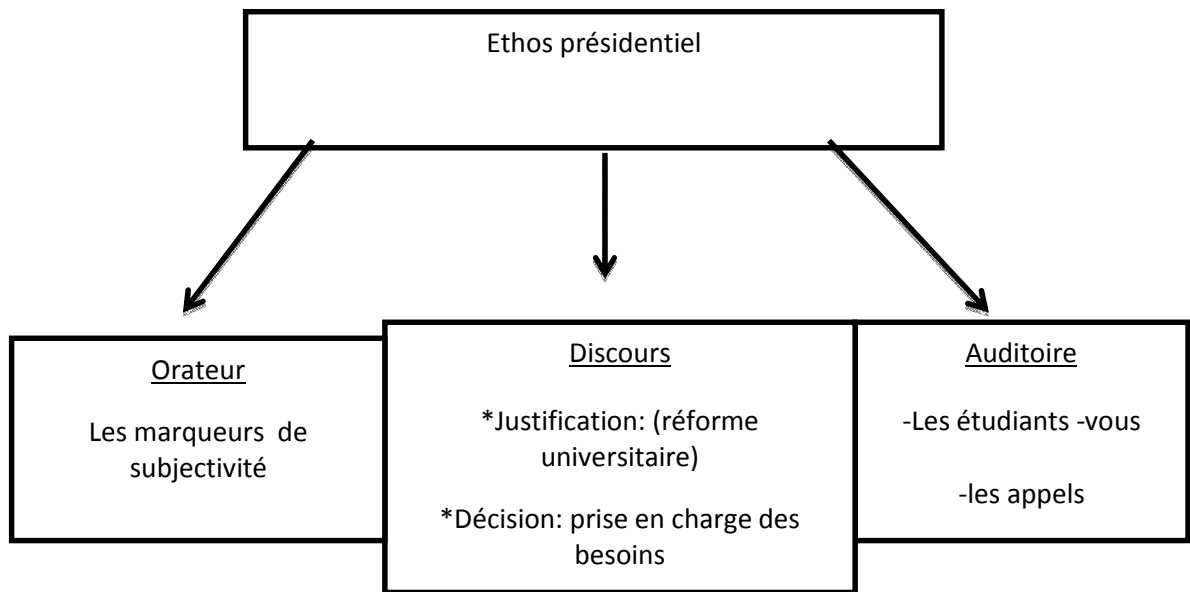 Ethos présidentiel
Orateur
Les marqueurs de
subjectivité
Discours
*Justification: (réforme
universitaire)
*Décision: prise en charge des
besoins
Auditoire
-Les étudiants -vous
-les appels